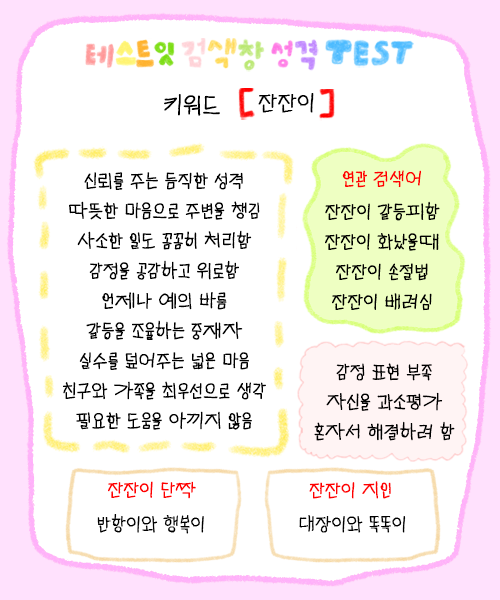 테스트잇 검색창 성격 TEST
키워드 [잔잔이]
신뢰를 주는 듬직한 성격
따뜻한 마음으로 주변을 챙김
사소한 일도 꼼꼼히 처리함
감정을 공감하고 위로함
언제나 예의 바름
갈등을 조율하는 중재자
실수를 덮어주는 넓은 마음
친구와 가족을 최우선으로 생각
필요한 도움을 아끼지 않음
연관 검색어
잔잔이 갈등피함
잔잔이 화났을때
잔잔이 손절법
잔잔이 배려심
감정 표현 부족
자신을 과소평가
혼자서 해결하려 함
잔잔이 단짝
반항이와 행복이
잔잔이 지인
대장이와 똑똑이